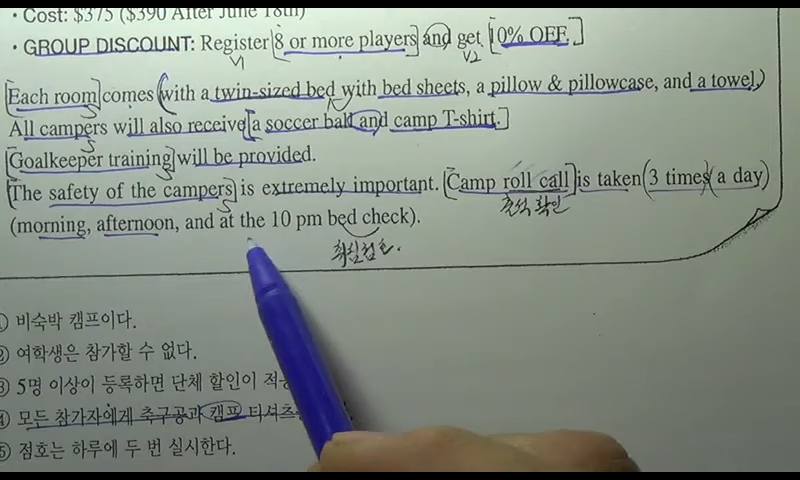 • Cost: $375 ($390 After June 18th)
• GROUP DISCOUNT: Register 8 or more players and get 10% OFF.
V1 V2
Each room comes with a twin-sized bed with bed sheets, a pillow & pillowcase, and a towel.
S
All campers will also receive a soccer ball and camp T-shirt.
S
Goalkeeper training will be provided.
S
The safety of the campers is extremely important. Camp roll call is taken 3 times a day
S 출석 확인
(morning, afternoon, and at the 10 pm bed check).
취침점호.
① 비숙박 캠프이다.
② 여학생은 참가할 수 없다.
③ 5명 이상이 등록하면 단체 할인이
④ 모든 참가자에게 축구공과 캠프 티셔츠
⑤ 점호는 하루에 두 번 실시한다.